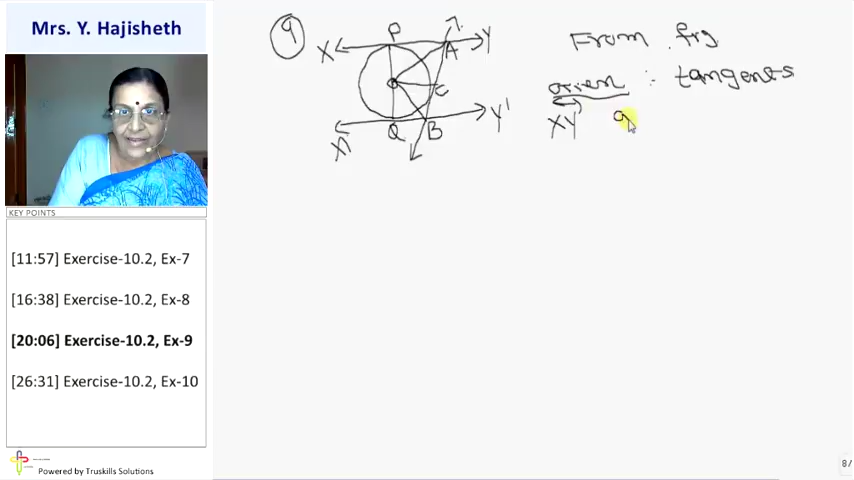 Mrs. Y. Hajisheth
KEY POINTS
[11:57] Exercise-10.2, Ex-7
[16:38] Exercise-10.2, Ex-8
[20:06] Exercise-10.2, Ex-9
[26:31] Exercise-10.2, Ex-10
Powered by Truskills Solutions
9
P
X
A
Y
C
X'
Q
B
Y'
From fig
given : tangents
XY
8/